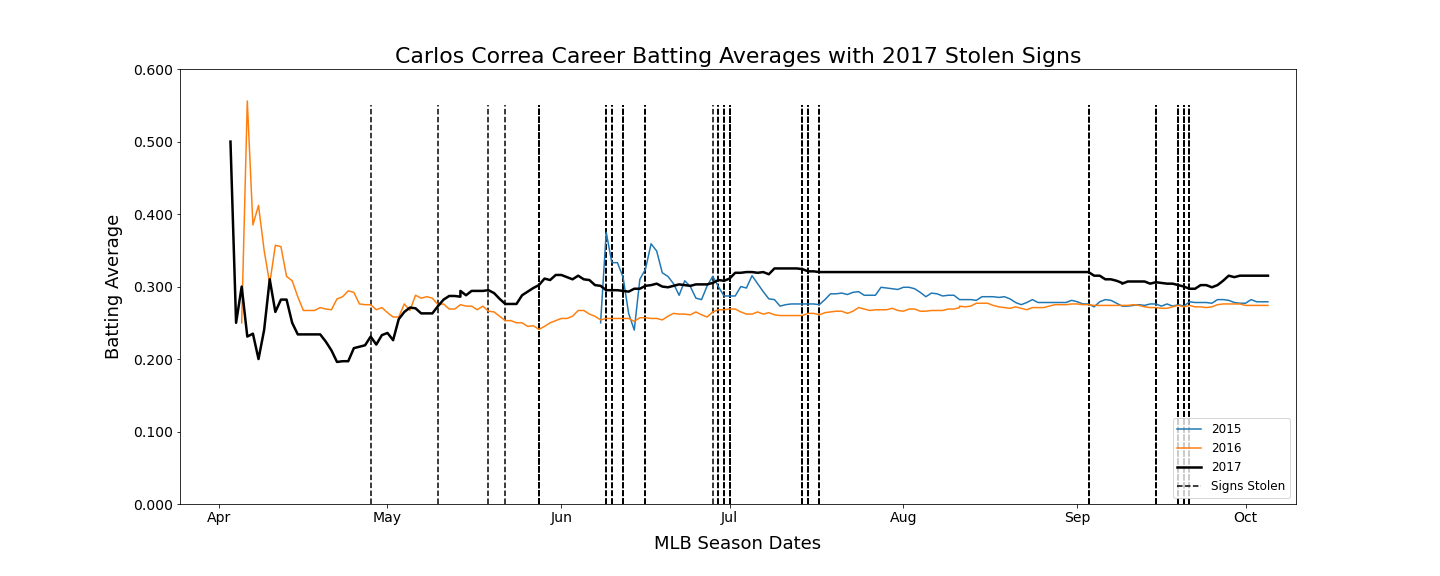 Carlos Correa Career Batting Averages with 2017 Stolen Signs
0.600
0.500
0.400
0.300
0.200
0.100
0.000
Batting Average
Apr May Jun Jul Aug Sep Oct
MLB Season Dates
2015
2016
2017
Signs Stolen